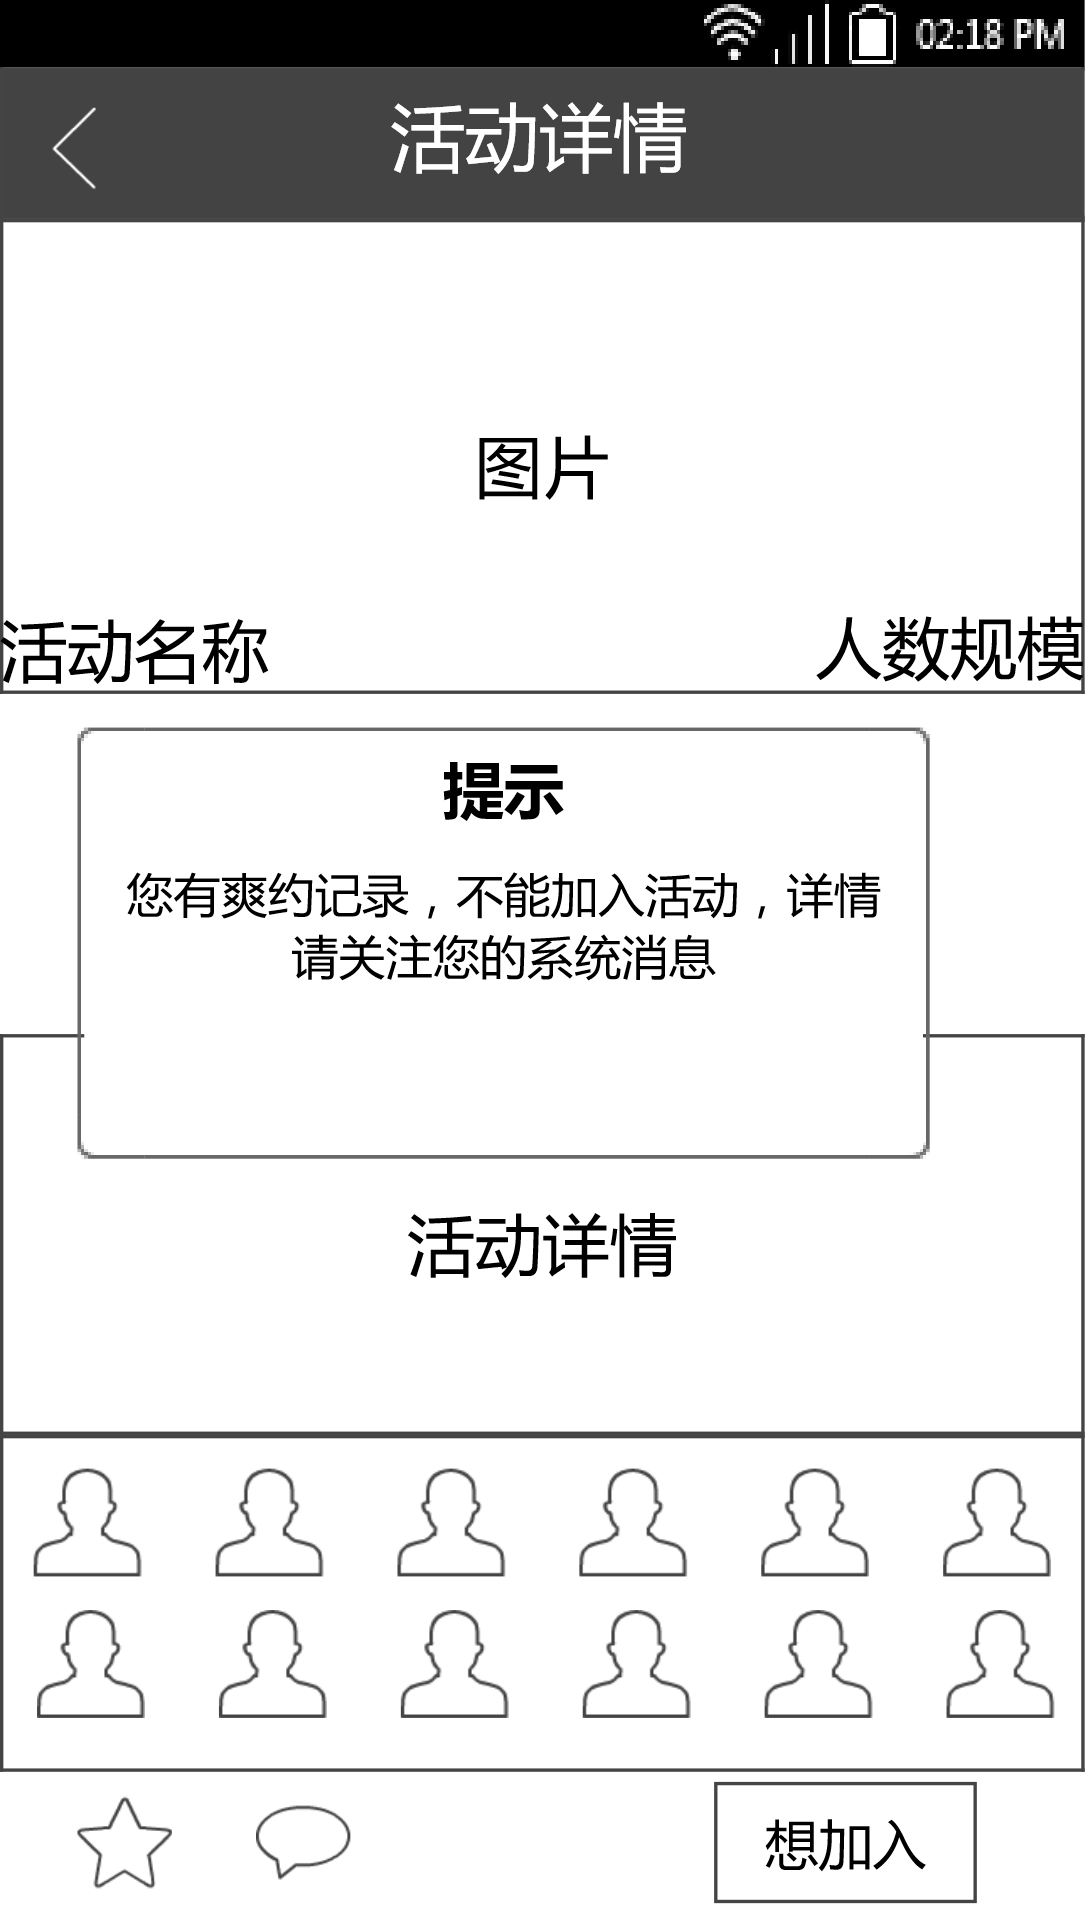 02:18 PM
活动详情
图片
活动名称 人数规模
提示
您有爽约记录，不能加入活动，详情
请关注您的系统消息
活动详情
想加入